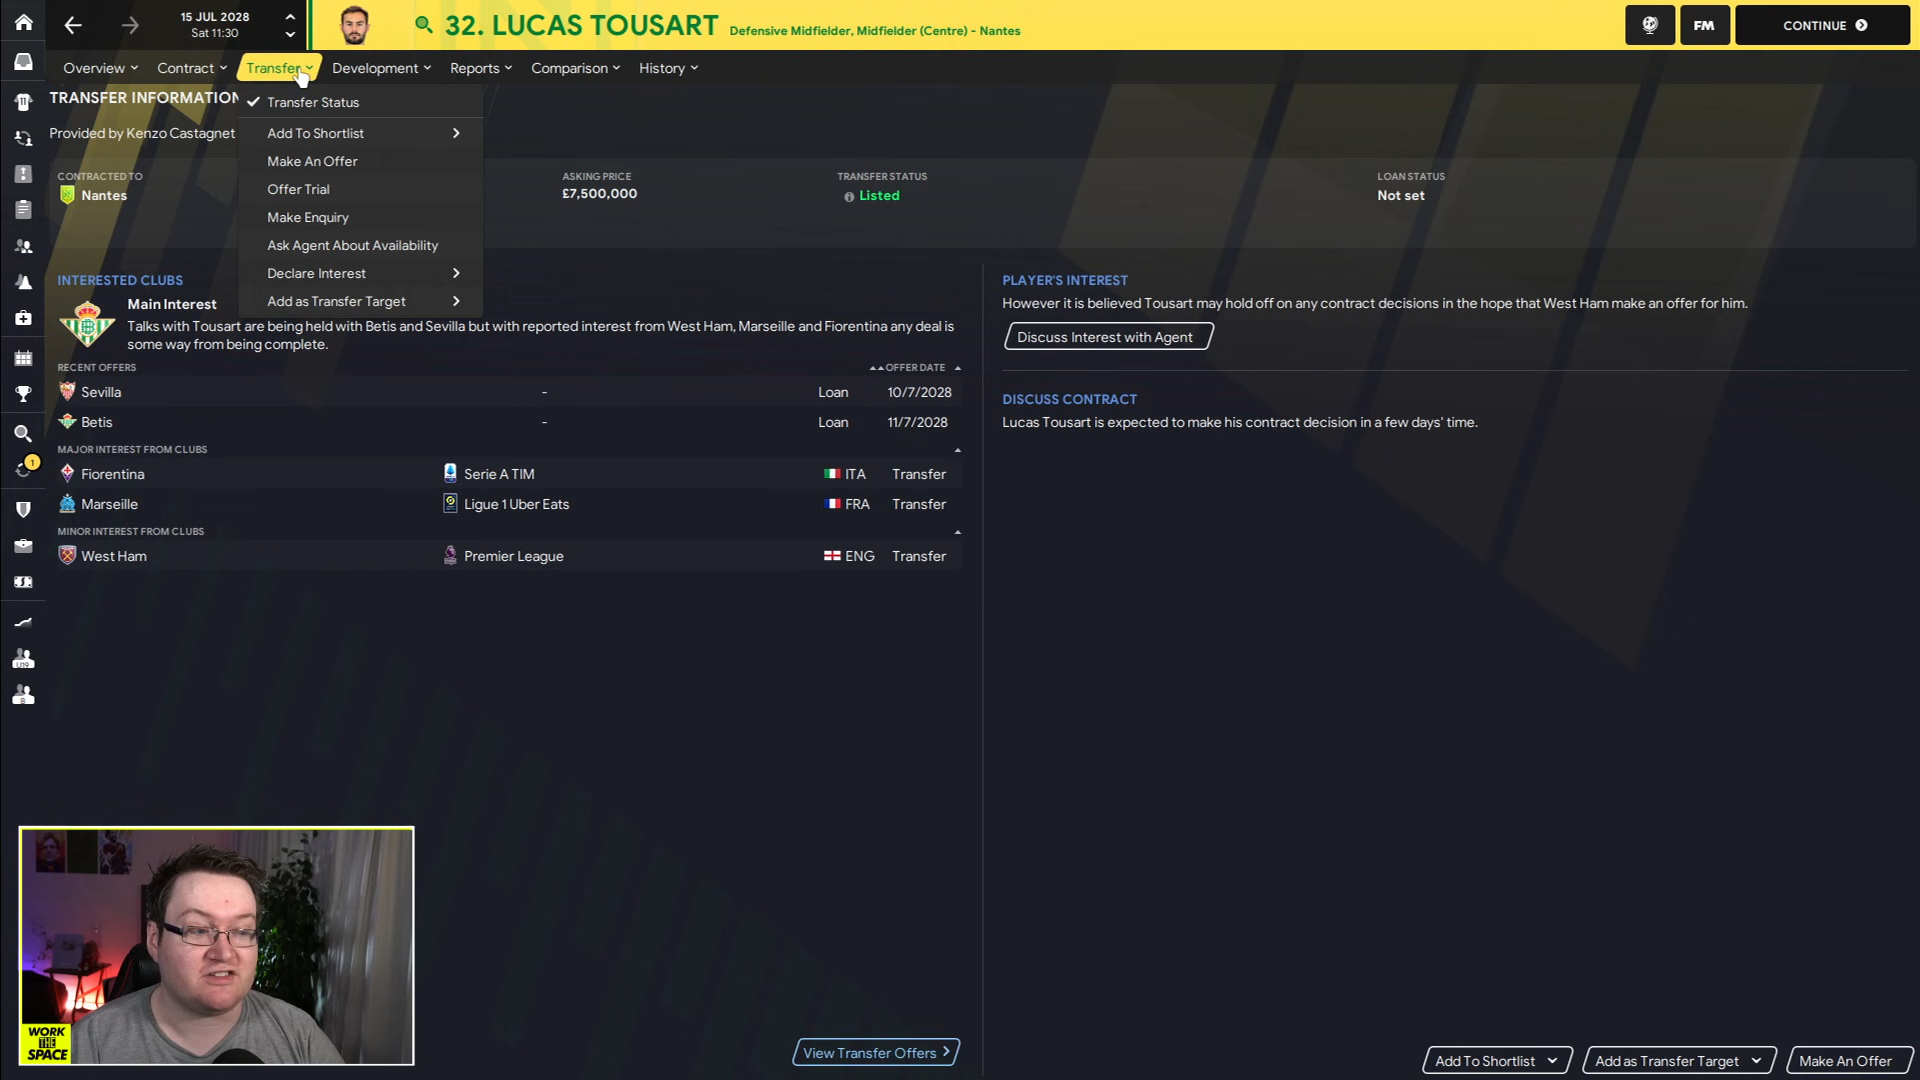 15 JUL 2028
Sat 11:30
32. LUCAS TOUSART
Defensive Midfielder, Midfielder (Centre) - Nantes
FM
CONTINUE
Overview
Contract
Transfer
Development
Reports
Comparison
History
TRANSFER INFORMATION
Provided by Kenzo Castagnet
Transfer Status
Add To Shortlist
Make An Offer
Offer Trial
Make Enquiry
Ask Agent About Availability
Declare Interest
Add as Transfer Target
CONTRACTED TO
Nantes
ASKING PRICE
£7,500,000
TRANSFER STATUS
Listed
LOAN STATUS
Not set
INTERESTED CLUBS
Main Interest
Talks with Tousart are being held with Betis and Sevilla but with reported interest from West Ham, Marseille and Fiorentina any deal is
some way from being complete.
RECENT OFFERS
OFFER DATE
Sevilla - Loan 10/7/2028
Betis - Loan 11/7/2028
MAJOR INTEREST FROM CLUBS
Fiorentina Serie A TIM ITA Transfer
Marseille Ligue 1 Uber Eats FRA Transfer
MINOR INTEREST FROM CLUBS
West Ham Premier League ENG Transfer
PLAYER'S INTEREST
However it is believed Tousart may hold off on any contract decisions in the hope that West Ham make an offer for him.
Discuss Interest with Agent
DISCUSS CONTRACT
Lucas Tousart is expected to make his contract decision in a few days' time.
11
1
U19
B
WORK
THE
SPACE
View Transfer Offers
Add To Shortlist
Add as Transfer Target
Make An Offer